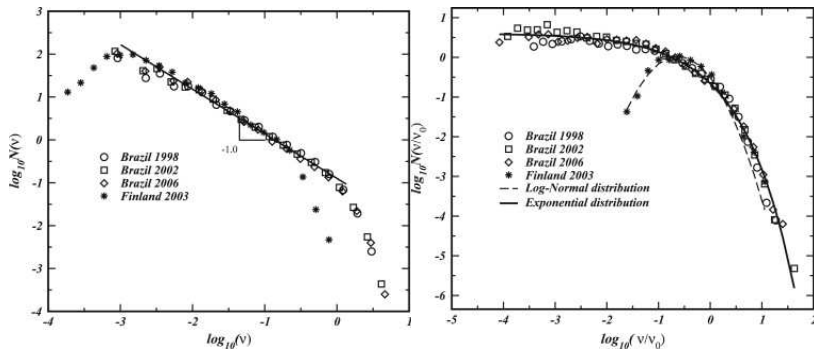 3
2
1
0
-1
-2
-3
-4
-4
-3
-2
-1
0
1
log₁₀N(ν)
log₁₀(ν)
-1.0
Brazil 1998
Brazil 2002
Brazil 2006
Finland 2003
1
0
-1
-2
-3
-4
-5
-6
-5
-4
-3
-2
-1
0
1
2
log₁₀N(ν/ν₀)
log₁₀(ν/ν₀)
Brazil 1998
Brazil 2002
Brazil 2006
Finland 2003
Log-Normal distribution
Exponential distribution